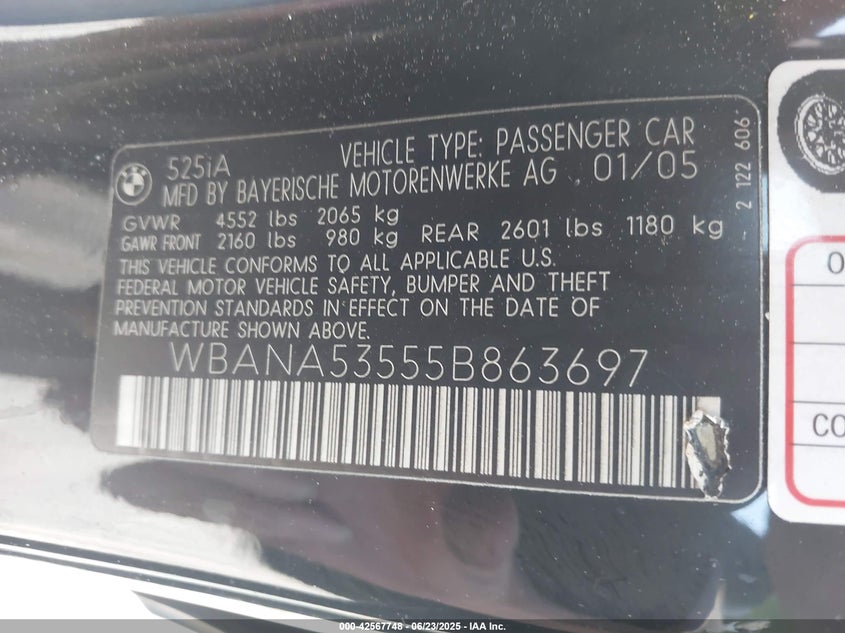 525iA VEHICLE TYPE: PASSENGER CAR
MFD BY BAYERISCHE MOTORENWERKE AG 01/05
GVWR 4552 lbs 2065 kg
GAWR FRONT 2160 lbs 980 kg REAR 2601 lbs 1180 kg
THIS VEHICLE CONFORMS TO ALL APPLICABLE U.S.
FEDERAL MOTOR VEHICLE SAFETY, BUMPER AND THEFT
PREVENTION STANDARDS IN EFFECT ON THE DATE OF
MANUFACTURE SHOWN ABOVE.
WBANA53555B863697
2 122 606
O
CO
000-42567748 - 06/23/2025 - IAA Inc.